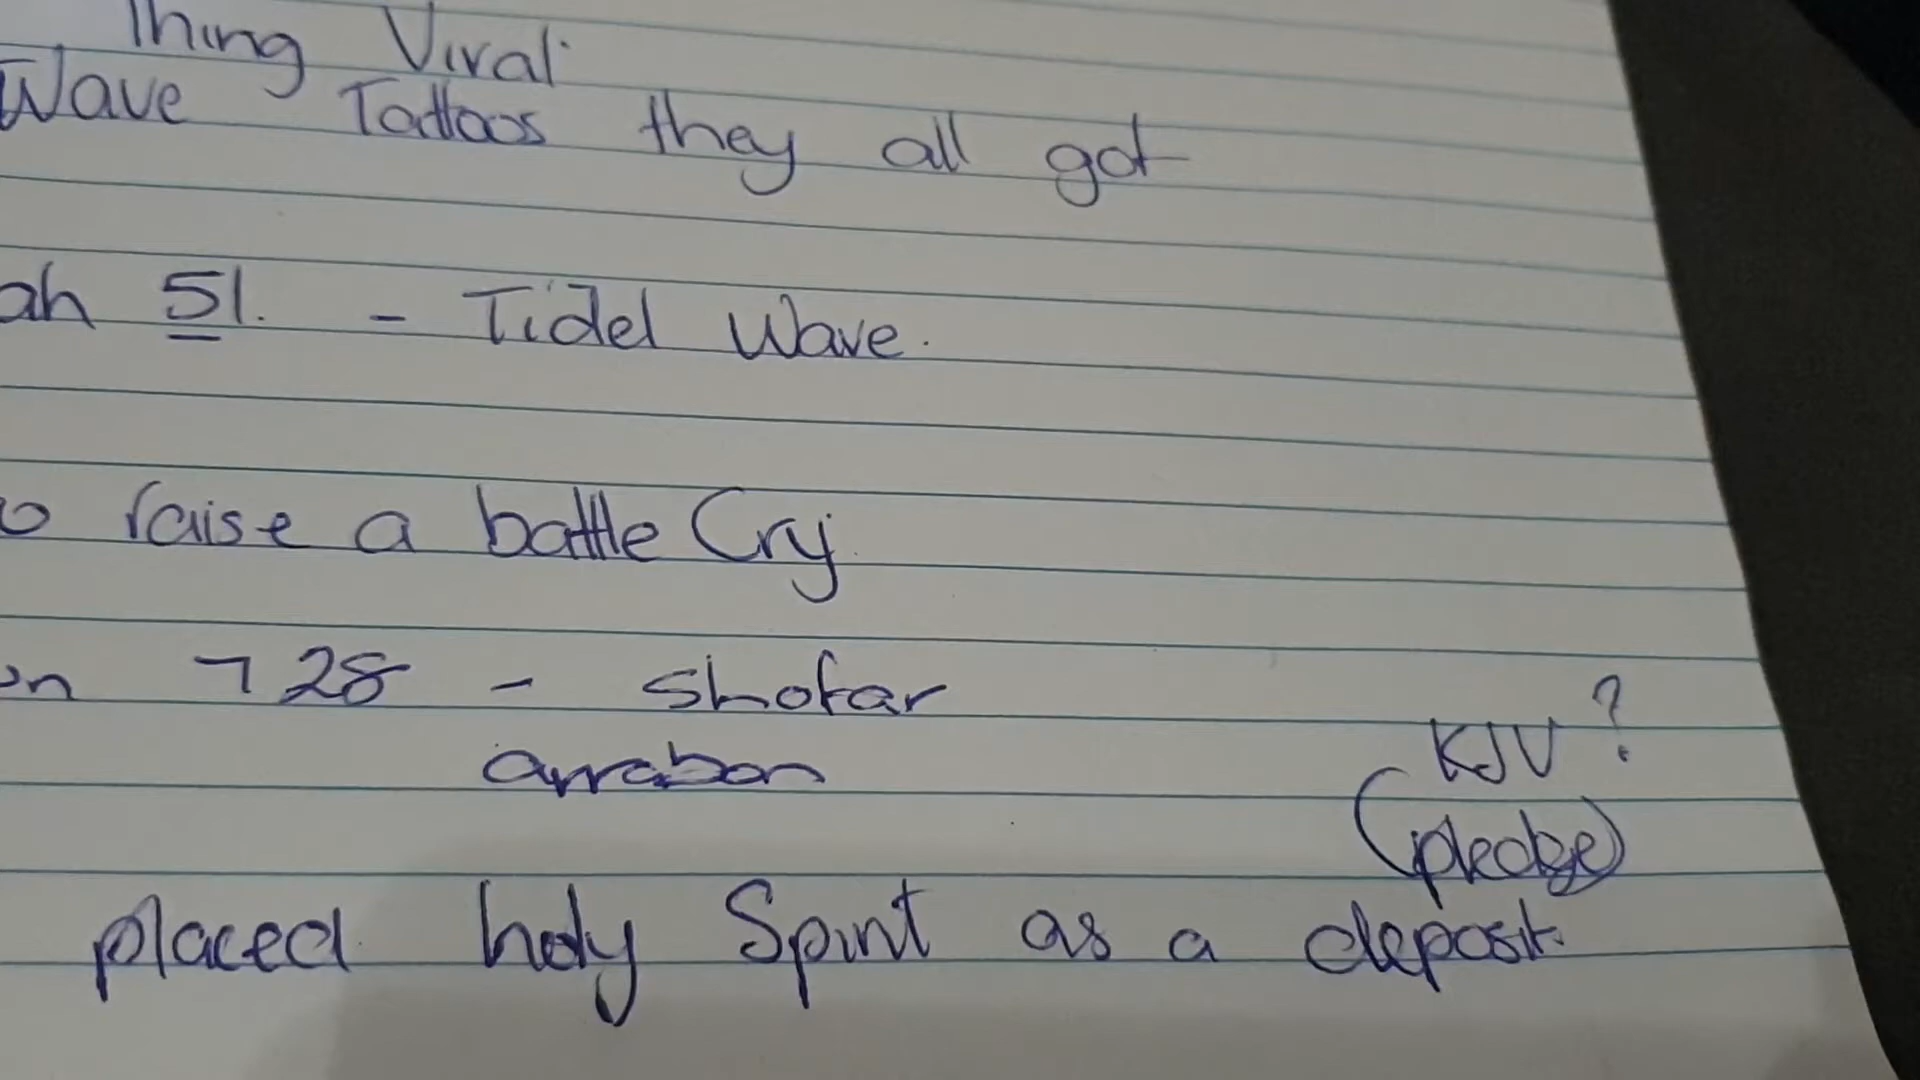 Thing Viral
Wave Tattoos they all got
ah 51. - Tidel Wave.
o raise a battle Cry
on 728 - shofar
arrabon
KJV ?
(pledge)
placed holy Spirit as a deposit.